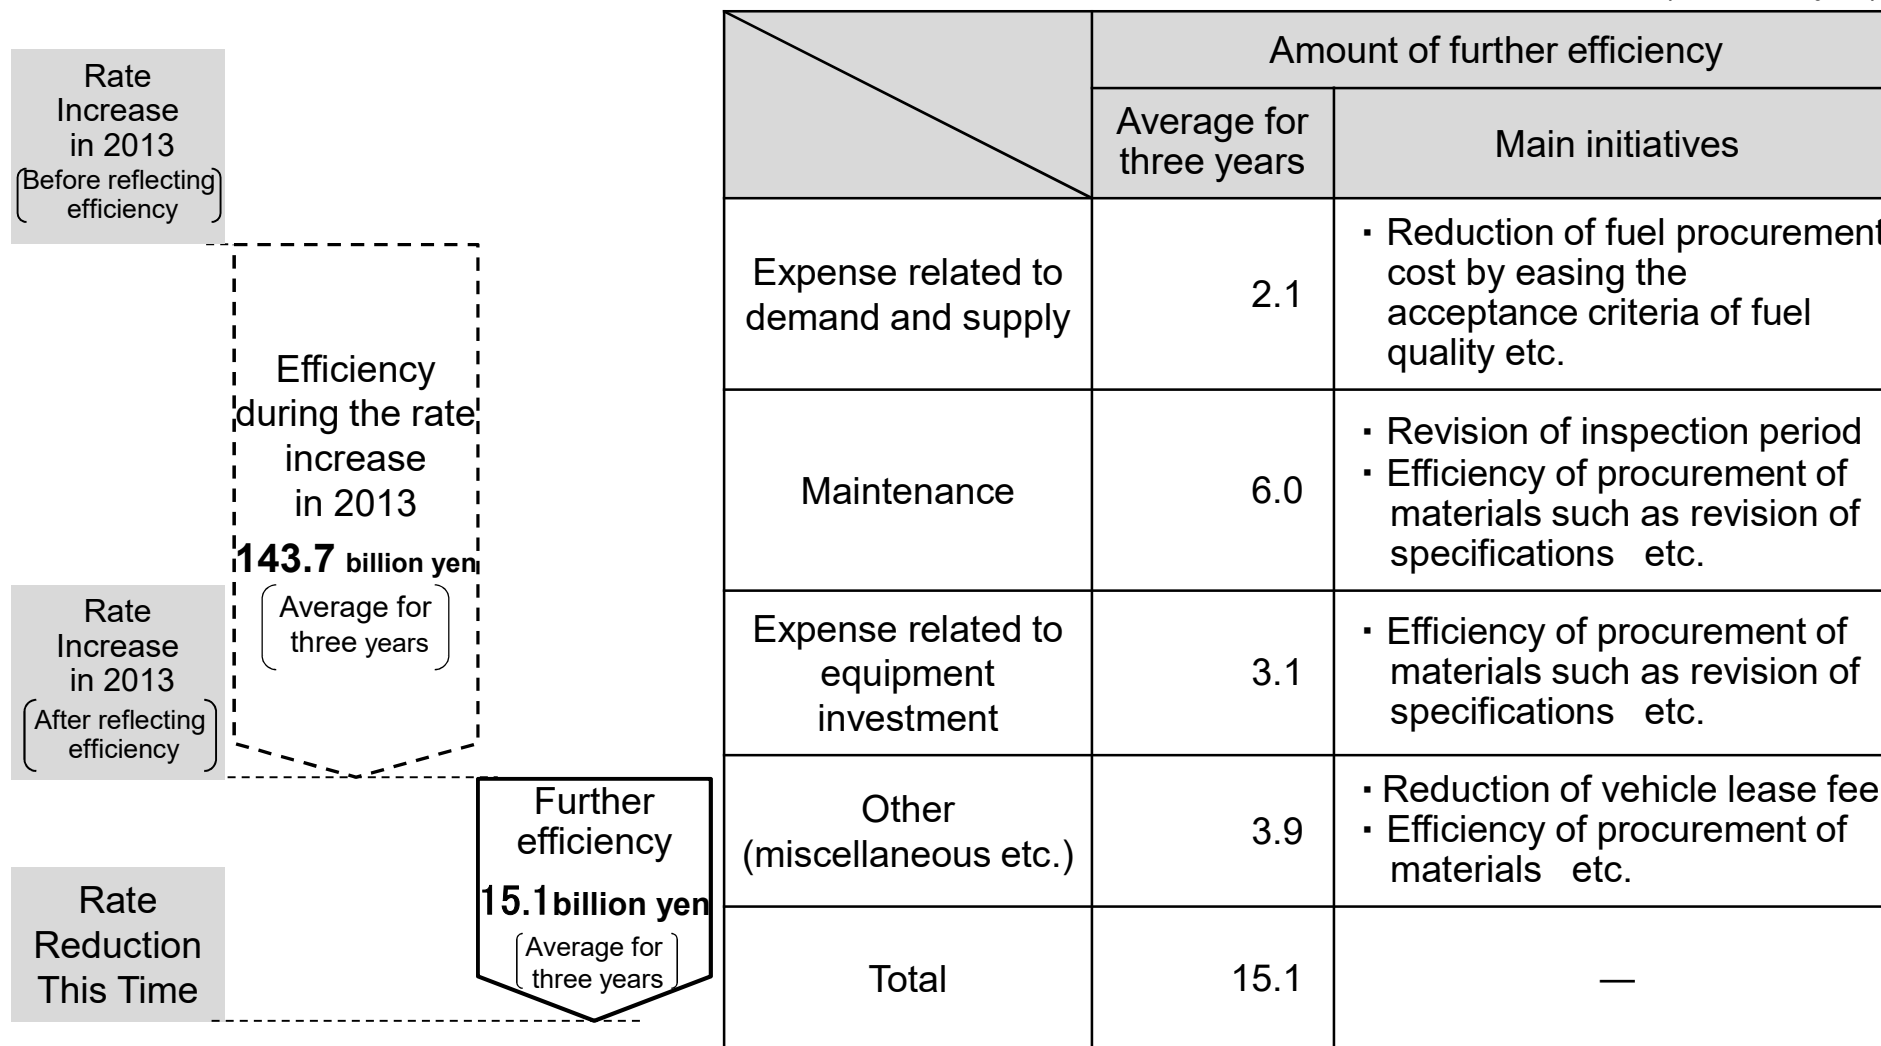 Rate
Increase
in 2013
Before reflecting
efficiency
Efficiency
during the rate
increase
in 2013
143.7 billion yen
Average for
three years
Rate
Increase
in 2013
After reflecting
efficiency
Further
efficiency
15.1billion yen
Average for
three years
Rate
Reduction
This Time
Amount of further efficiency
Average for
three years
Main initiatives
Expense related to
demand and supply
2.1
・Reduction of fuel procurement
cost by easing the
acceptance criteria of fuel
quality etc.
Maintenance
6.0
・Revision of inspection period
・Efficiency of procurement of
materials such as revision of
specifications etc.
Expense related to
equipment
investment
3.1
・Efficiency of procurement of
materials such as revision of
specifications etc.
Other
(miscellaneous etc.)
3.9
・Reduction of vehicle lease fee
・Efficiency of procurement of
materials etc.
Total
15.1
—